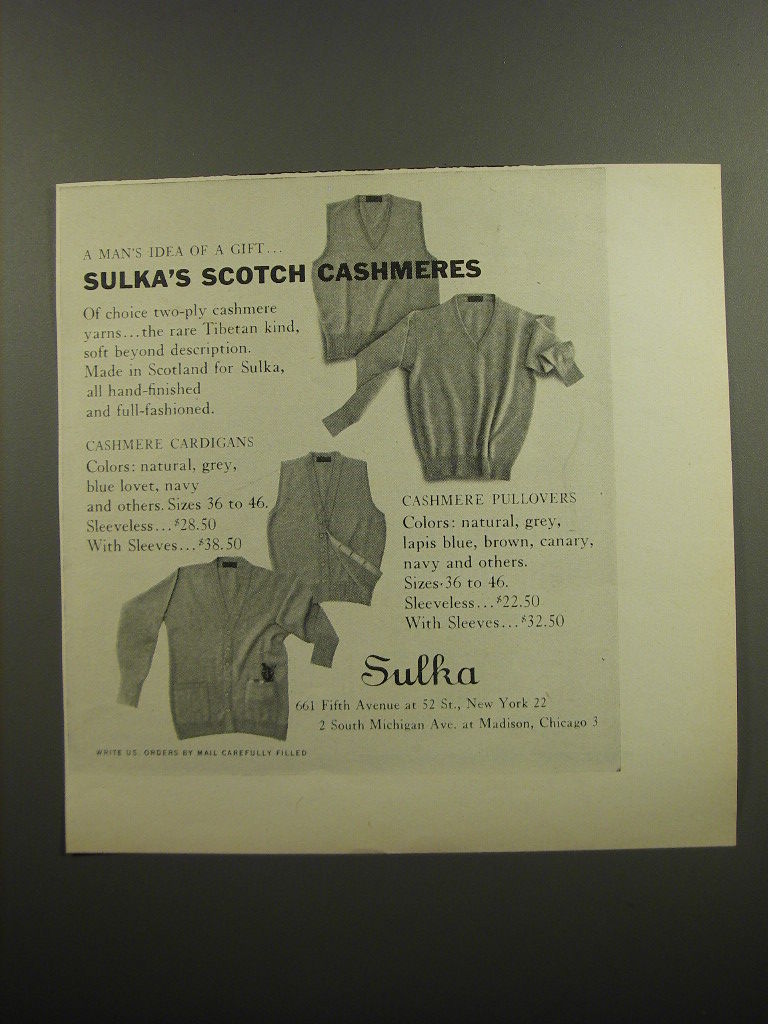 A MAN'S IDEA OF A GIFT...
SULKA'S SCOTCH CASHMERES
Of choice two-ply cashmere
yarns...the rare Tibetan kind,
soft beyond description.
Made in Scotland for Sulka,
all hand-finished
and full-fashioned.
CASHMERE CARDIGANS
Colors: natural, grey,
blue lovet, navy
and others. Sizes 36 to 46.
Sleeveless...$28.50
With Sleeves...$38.50
CASHMERE PULLOVERS
Colors: natural, grey,
lapis blue, brown, canary,
navy and others.
Sizes 36 to 46.
Sleeveless...$22.50
With Sleeves...$32.50
Sulka
661 Fifth Avenue at 52 St., New York 22
2 South Michigan Ave. at Madison, Chicago 3
WRITE US. ORDERS BY MAIL CAREFULLY FILLED